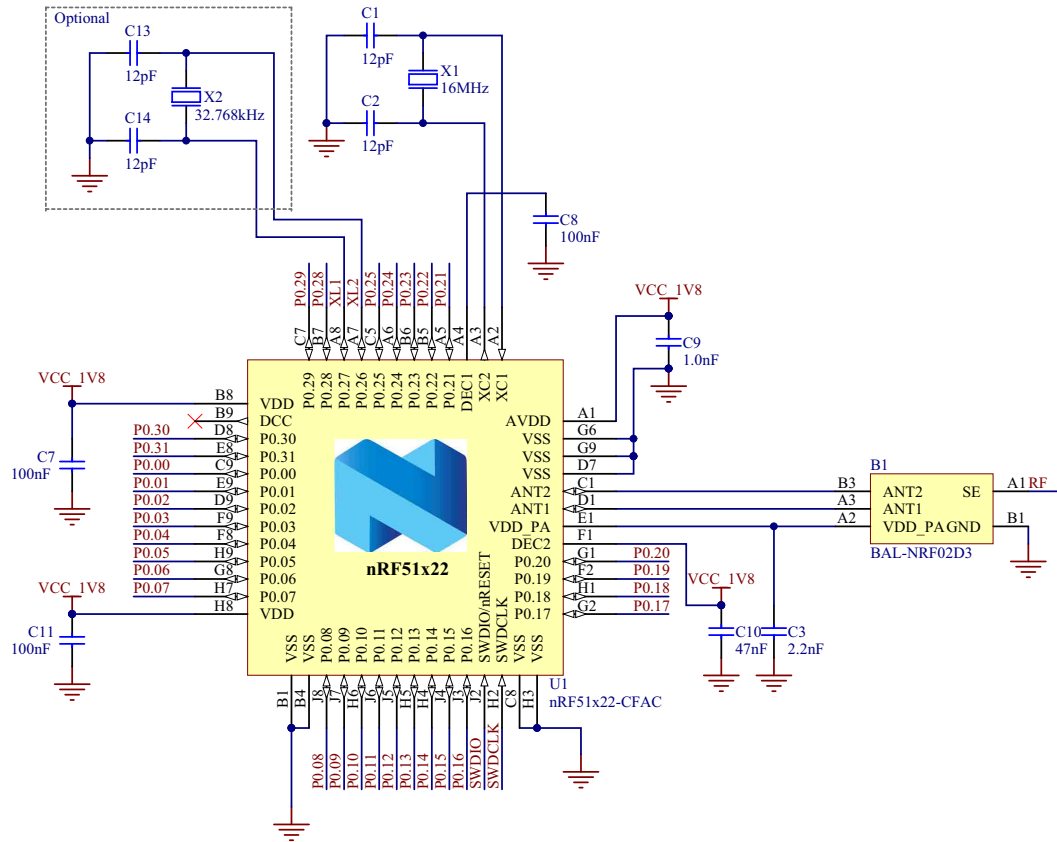 Optional
C13
12pF
X2
32.768kHz
C14
12pF
C1
12pF
X1
16MHz
C2
12pF
C8
100nF
P0.29
P0.28
XL1
XL2
P0.25
P0.24
P0.23
P0.22
P0.21
C7
B7
A8
A7
C5
A6
B6
B5
A5
A4
A3
A2
P0.29
P0.28
P0.27
P0.26
P0.25
P0.24
P0.23
P0.22
P0.21
DEC1
XC2
XC1
VCC_1V8
C7
100nF
VCC_1V8
C11
100nF
B8 VDD
B9 DCC
P0.30 D8 P0.30
P0.31 E8 P0.31
P0.00 C9 P0.00
P0.01 E9 P0.01
P0.02 D9 P0.02
P0.03 F9 P0.03
P0.04 F8 P0.04
P0.05 H9 P0.05
P0.06 G8 P0.06
P0.07 H7 P0.07
H8 VDD
nRF51x22
VCC_1V8
C9
1.0nF
AVDD A1
VSS G6
VSS G9
VSS D7
ANT2 C1
ANT1 D1
VDD_PA E1
DEC2 F1
P0.20 G1 P0.20
P0.19 F2 P0.19
P0.18 H1 P0.18
P0.17 G2 P0.17
B1
B3 ANT2 SE A1 RF
A3 ANT1
A2 VDD_PA GND B1
BAL-NRF02D3
VCC_1V8
C10
47nF
C3
2.2nF
VSS
VSS
P0.08
P0.09
P0.10
P0.11
P0.12
P0.13
P0.14
P0.15
P0.16
SWDIO/nRESET
SWDCLK
VSS
VSS
U1
nRF51x22-CFAC
B1
B4
J8
J7
H6
J6
J5
H5
H4
J4
J3
J2
H2
C8
H3
P0.08
P0.09
P0.10
P0.11
P0.12
P0.13
P0.14
P0.15
P0.16
SWDIO
SWDCLK